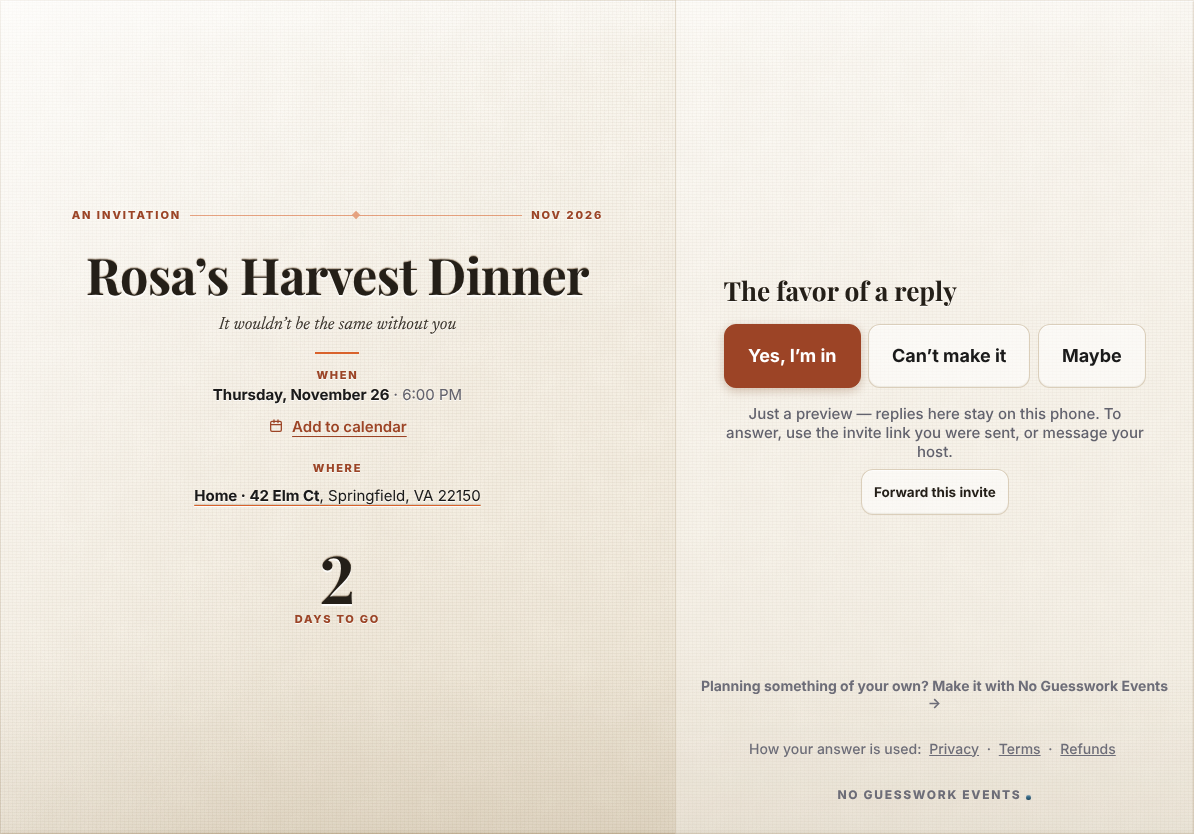 AN INVITATION
NOV 2026
Rosa’s Harvest Dinner
It wouldn’t be the same without you
WHEN
Thursday, November 26 · 6:00 PM
Add to calendar
WHERE
Home · 42 Elm Ct, Springfield, VA 22150
2
DAYS TO GO
The favor of a reply
Yes, I’m in
Can’t make it
Maybe
Just a preview — replies here stay on this phone. To
answer, use the invite link you were sent, or message your
host.
Forward this invite
Planning something of your own? Make it with No Guesswork Events
→
How your answer is used: Privacy · Terms · Refunds
NO GUESSWORK EVENTS